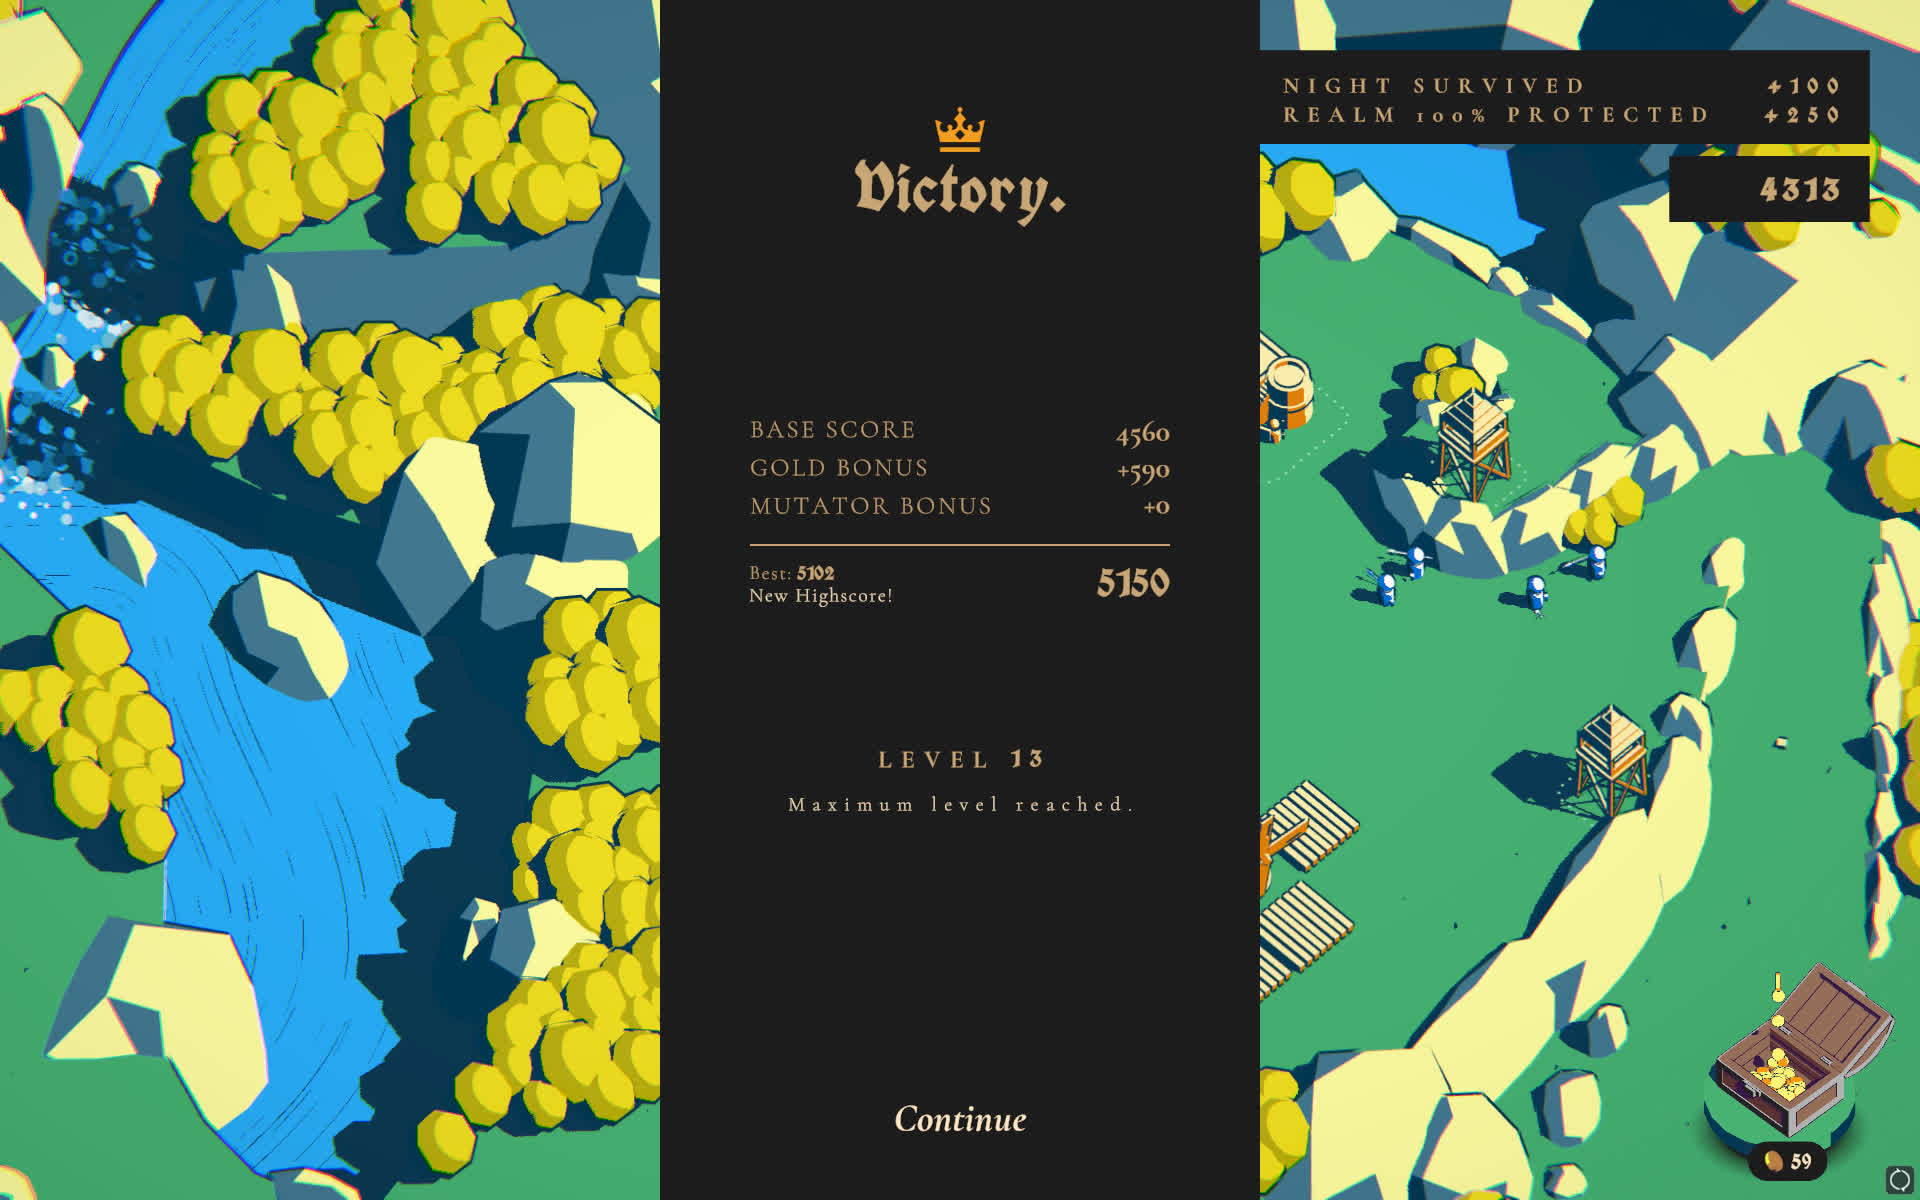 Victory.
BASE SCORE 4560
GOLD BONUS +590
MUTATOR BONUS +0
Best: 5102
New Highscore!
5150
LEVEL 13
Maximum level reached.
Continue
NIGHT SURVIVED +100
REALM 100% PROTECTED +250
4313
59